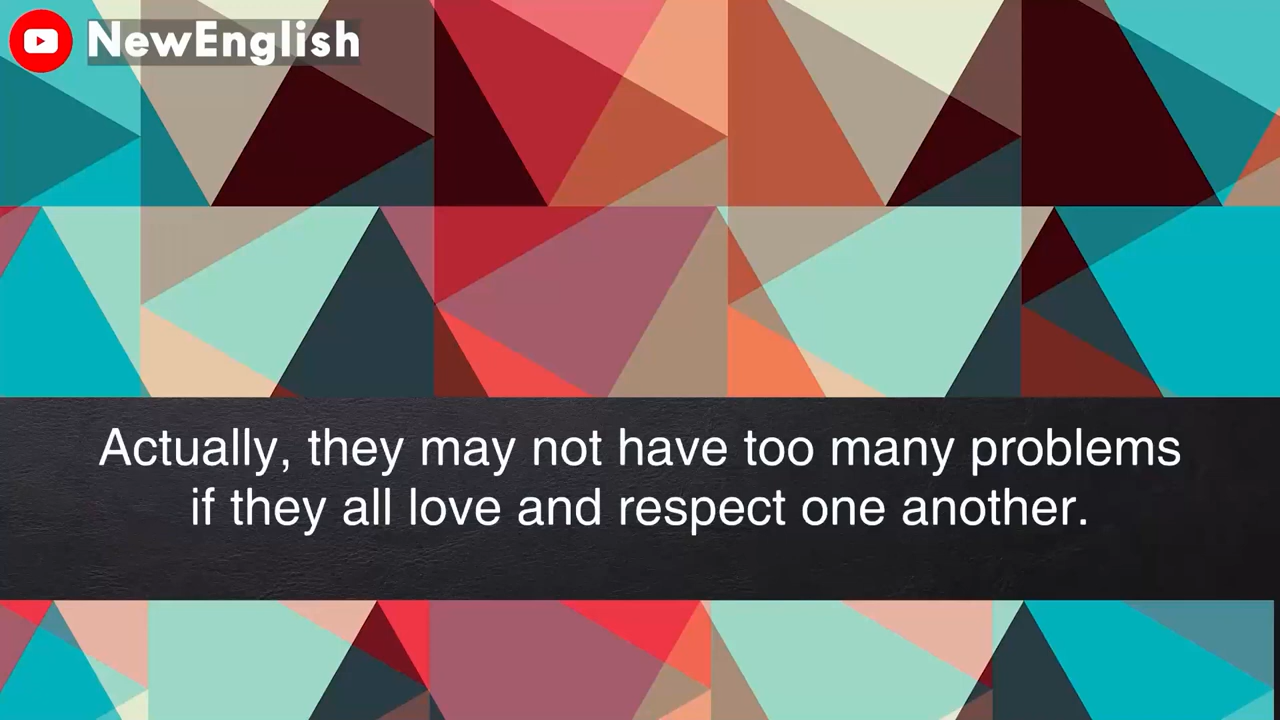 NewEnglish
Actually, they may not have too many problems
if they all love and respect one another.